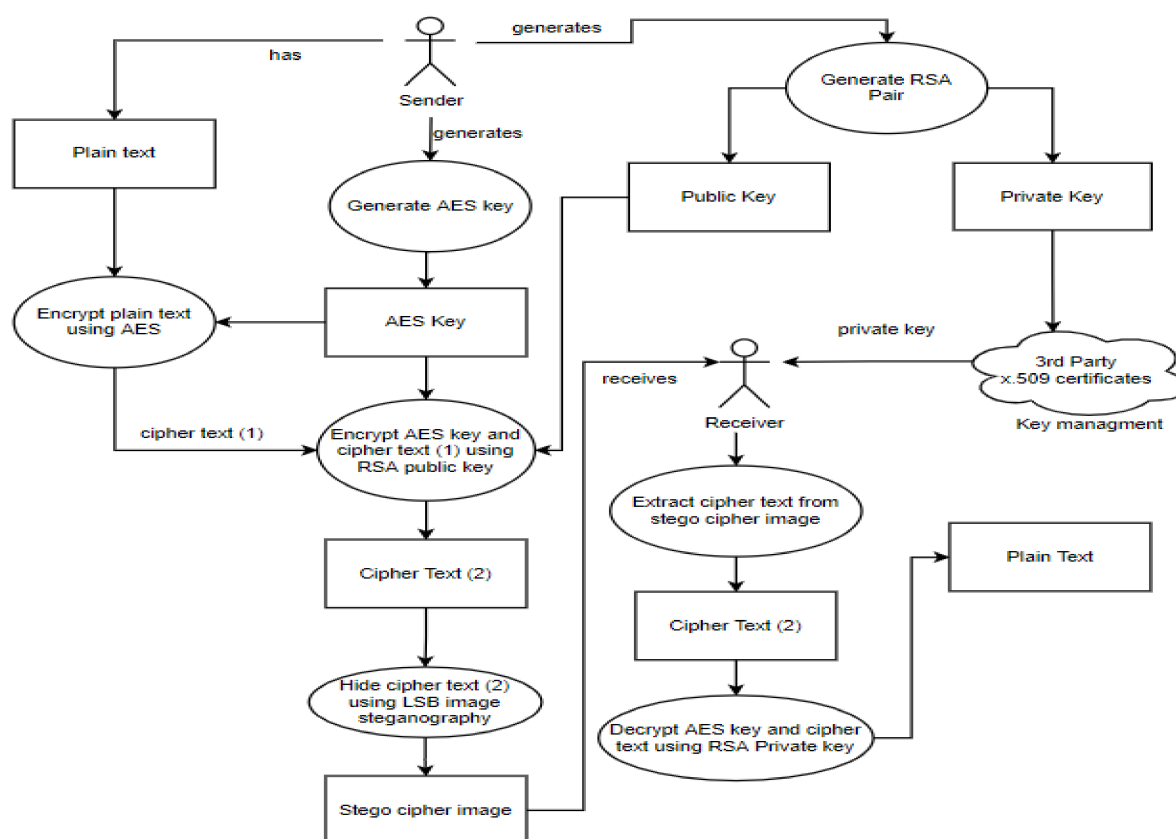 generates
has
Sender
generates
Generate RSA
Pair
Plain text
Generate AES key
Public Key
Private Key
Encrypt plain text
using AES
AES Key
private key
3rd Party
x.509 certificates
Key managment
receives
Receiver
cipher text (1)
Encrypt AES key and
cipher text (1) using
RSA public key
Extract cipher text from
stego cipher image
Plain Text
Cipher Text (2)
Cipher Text (2)
Hide cipher text (2)
using LSB image
steganography
Decrypt AES key and cipher
text using RSA Private key
Stego cipher image